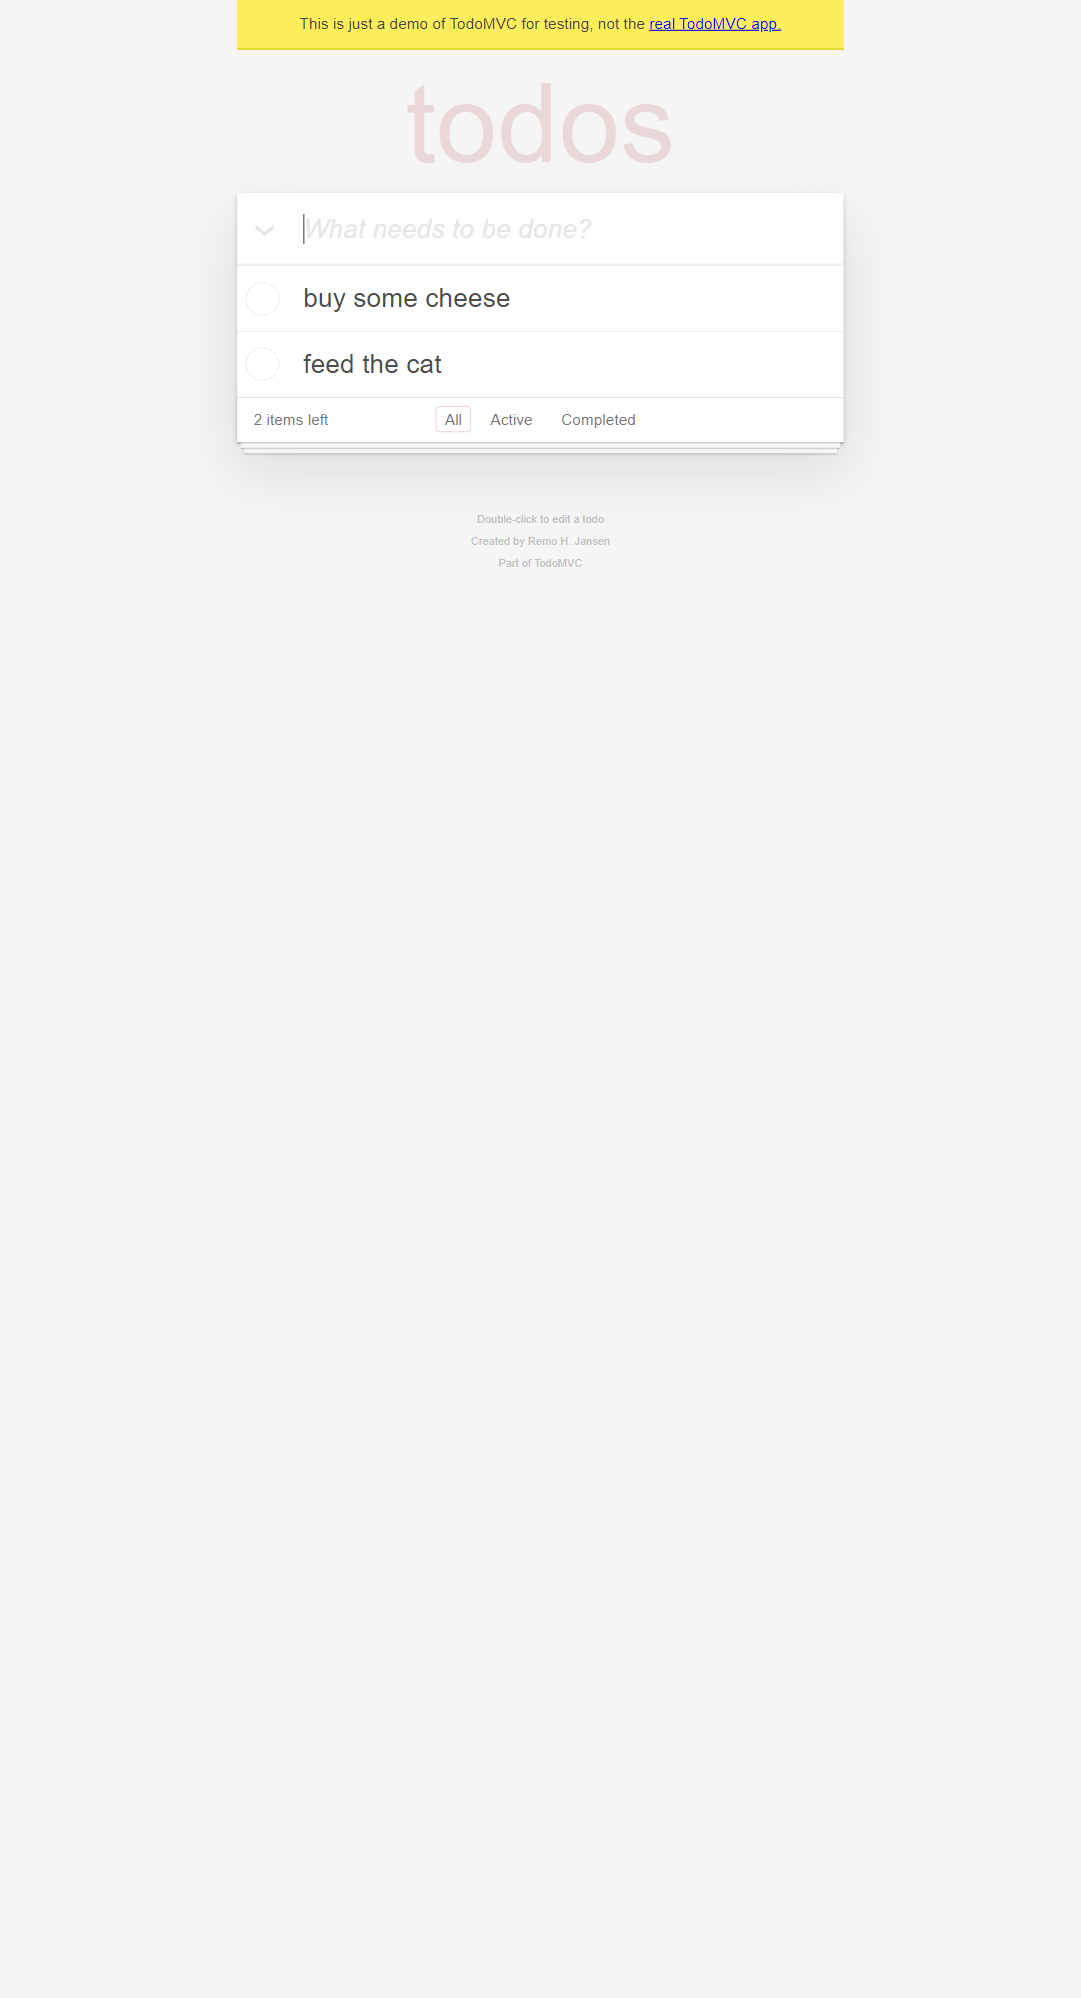 This is just a demo of TodoMVC for testing, not the real TodoMVC app.
todos
What needs to be done?
buy some cheese
feed the cat
2 items left All Active Completed
Double-click to edit a todo
Created by Remo H. Jansen
Part of TodoMVC